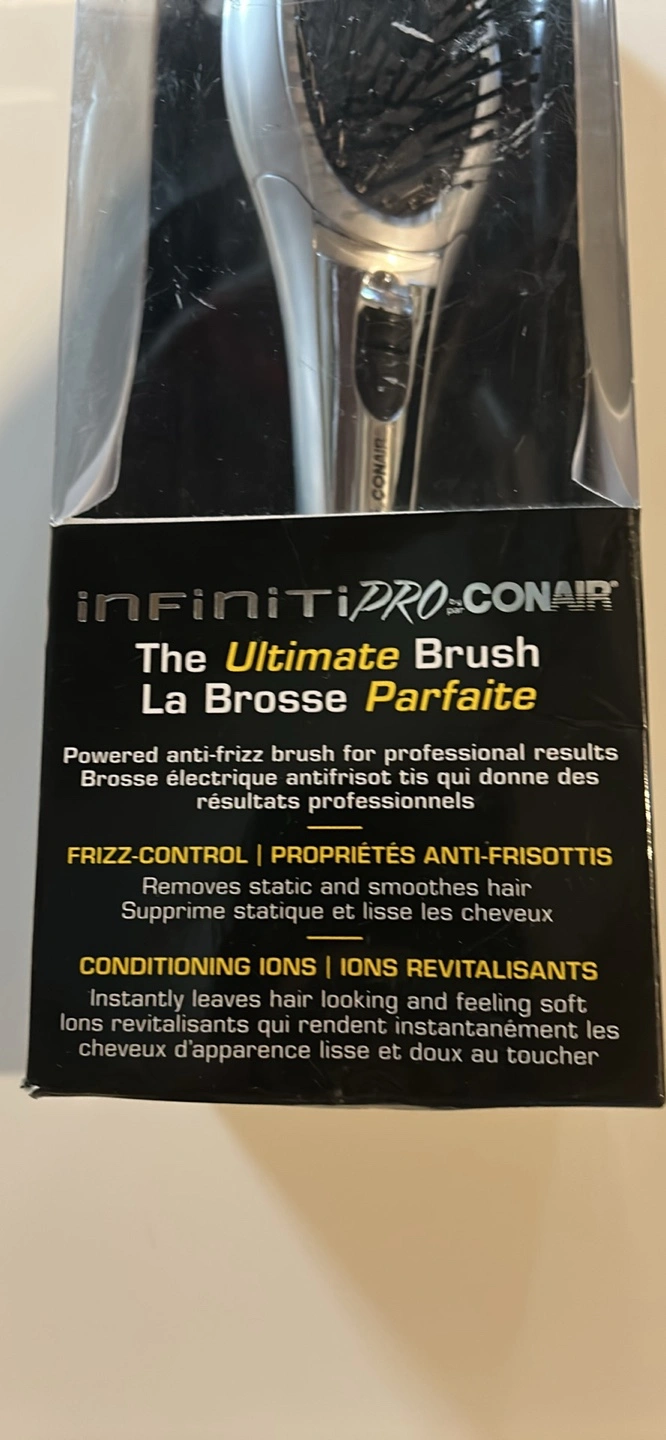 CONAIR
infinitiPRO by par CONAIR®
The Ultimate Brush
La Brosse Parfaite
Powered anti-frizz brush for professional results
Brosse électrique antifrisot tis qui donne des
résultats professionnels
FRIZZ-CONTROL | PROPRIÉTÉS ANTI-FRISOTTIS
Removes static and smoothes hair
Supprime statique et lisse les cheveux
CONDITIONING IONS | IONS REVITALISANTS
Instantly leaves hair looking and feeling soft
Ions revitalisants qui rendent instantanément les
cheveux d'apparence lisse et doux au toucher